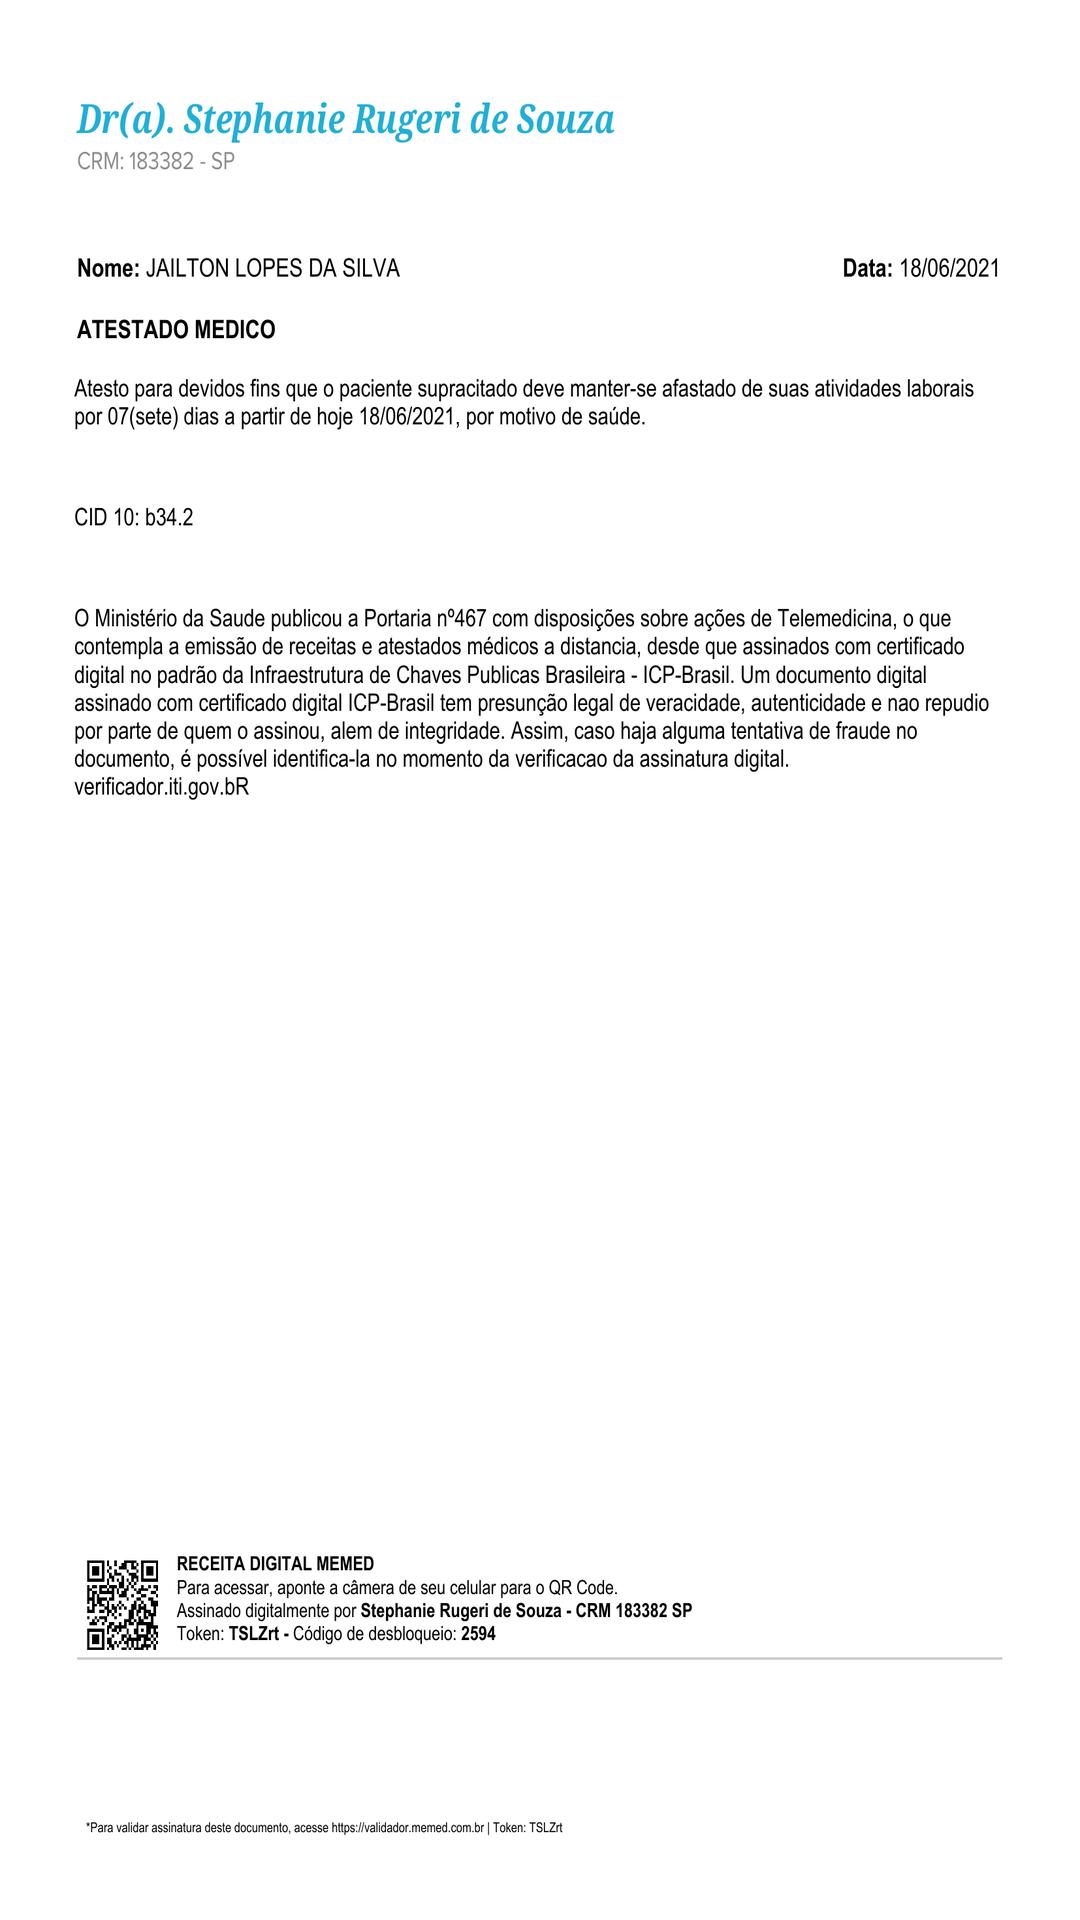 Dr(a). Stephanie Rugeri de Souza
CRM: 183382 - SP
Nome: JAILTON LOPES DA SILVA Data: 18/06/2021
ATESTADO MEDICO
Atesto para devidos fins que o paciente supracitado deve manter-se afastado de suas atividades laborais
por 07(sete) dias a partir de hoje 18/06/2021, por motivo de saúde.
CID 10: b34.2
O Ministério da Saude publicou a Portaria nº467 com disposições sobre ações de Telemedicina, o que
contempla a emissão de receitas e atestados médicos a distancia, desde que assinados com certificado
digital no padrão da Infraestrutura de Chaves Publicas Brasileira - ICP-Brasil. Um documento digital
assinado com certificado digital ICP-Brasil tem presunção legal de veracidade, autenticidade e nao repudio
por parte de quem o assinou, alem de integridade. Assim, caso haja alguma tentativa de fraude no
documento, é possível identifica-la no momento da verificacao da assinatura digital.
verificador.iti.gov.bR
RECEITA DIGITAL MEMED
Para acessar, aponte a câmera de seu celular para o QR Code.
Assinado digitalmente por Stephanie Rugeri de Souza - CRM 183382 SP
Token: TSLZrt - Código de desbloqueio: 2594
*Para validar assinatura deste documento, acesse https://validador.memed.com.br | Token: TSLZrt